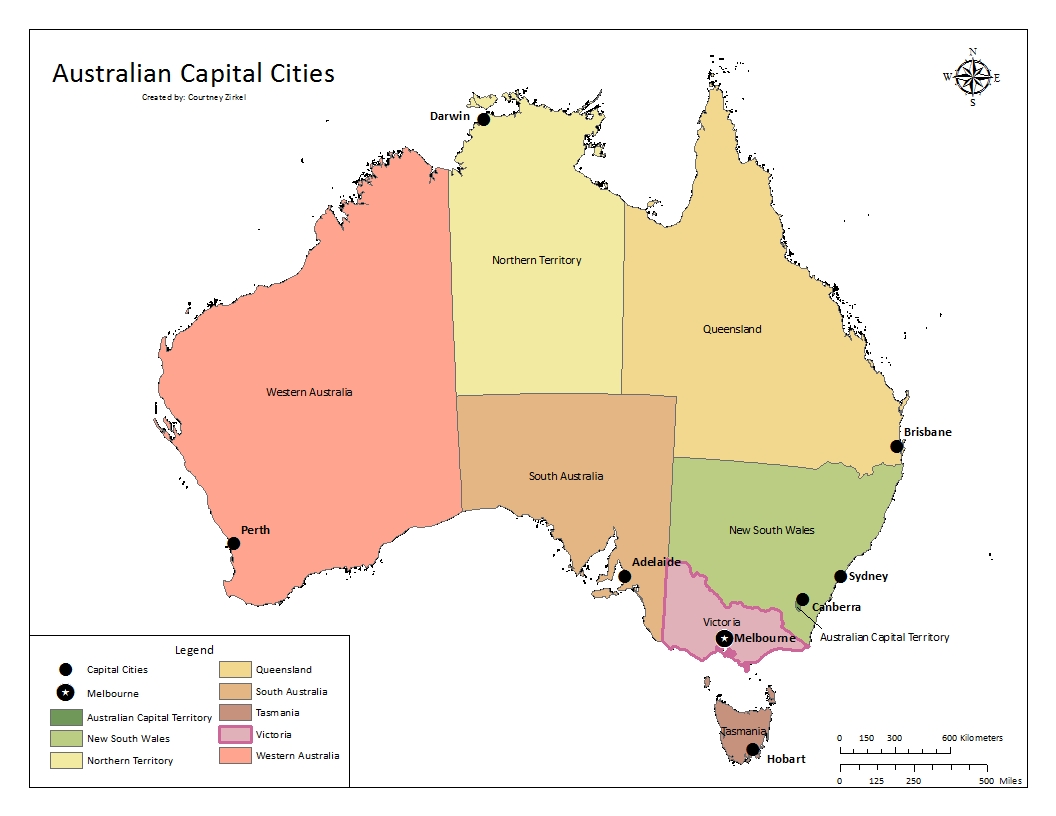 Australian Capital Cities
Created by: Courtney Zirkel
N
W E
S
Darwin
Northern Territory
Queensland
Western Australia
Brisbane
South Australia
New South Wales
Perth
Adelaide
Sydney
Canberra
Victoria
Melbourne
Australian Capital Territory
Tasmania
Hobart
Legend
Capital Cities
Melbourne
Australian Capital Territory
New South Wales
Northern Territory
Queensland
South Australia
Tasmania
Victoria
Western Australia
0 150 300 600 Kilometers
0 125 250 500 Miles